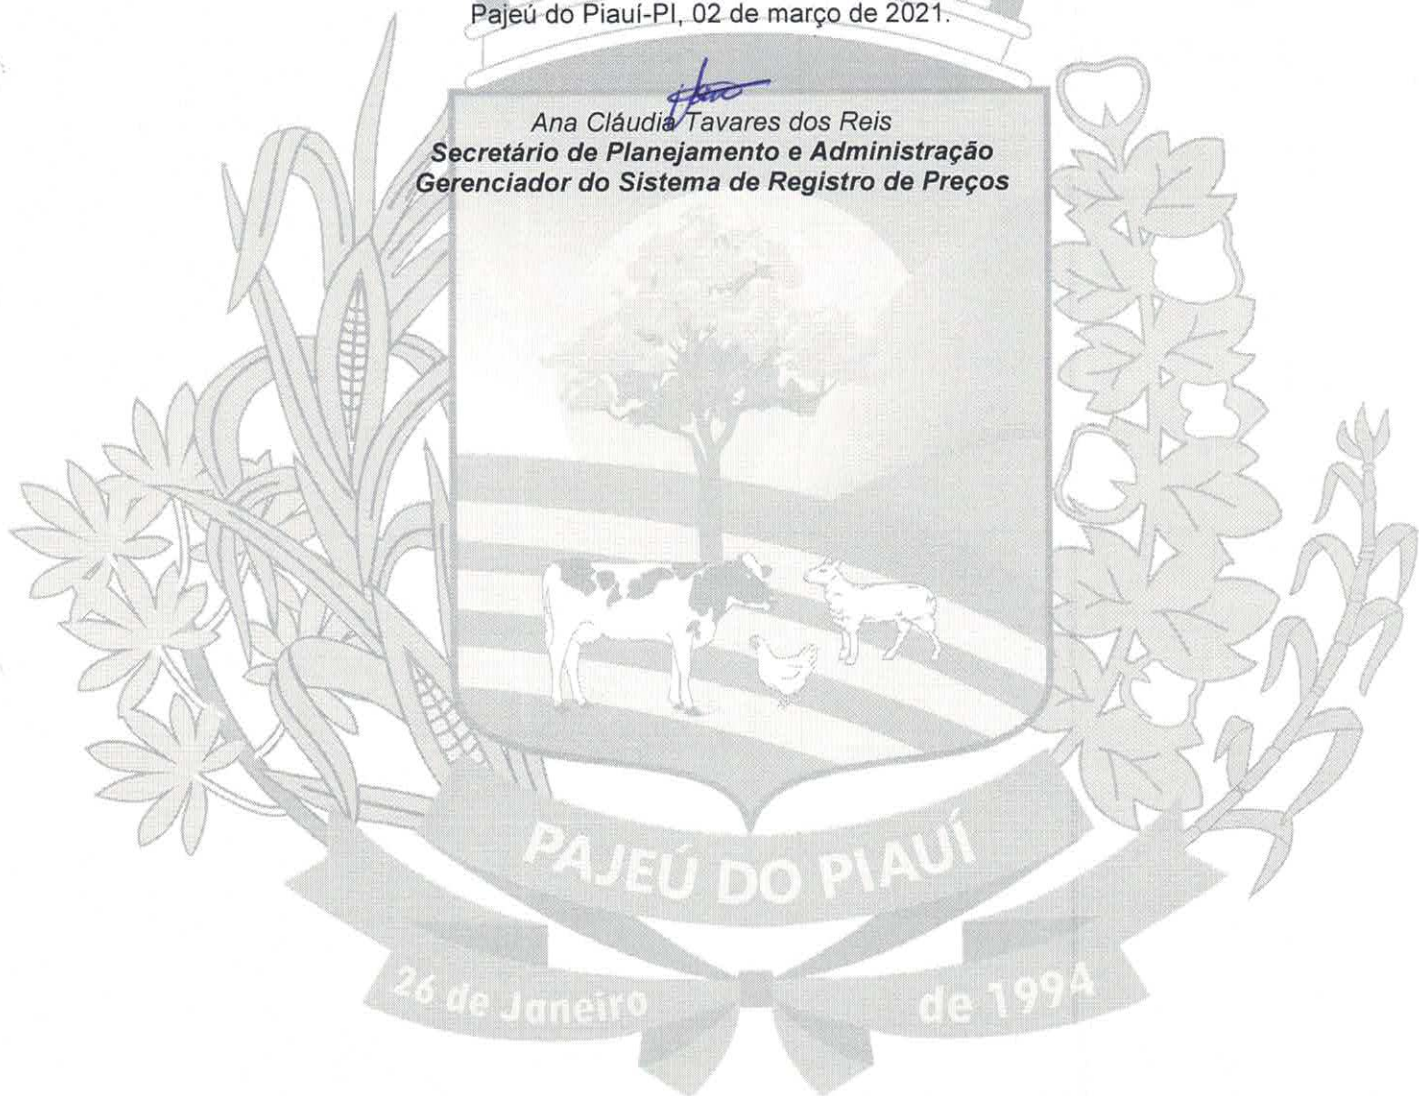 Pajeú do Piauí-PI, 02 de março de 2021.
Ana Cláudia Tavares dos Reis
Secretário de Planejamento e Administração
Gerenciador do Sistema de Registro de Preços
PAJEÚ DO PIAUÍ
26 de Janeiro de 1994